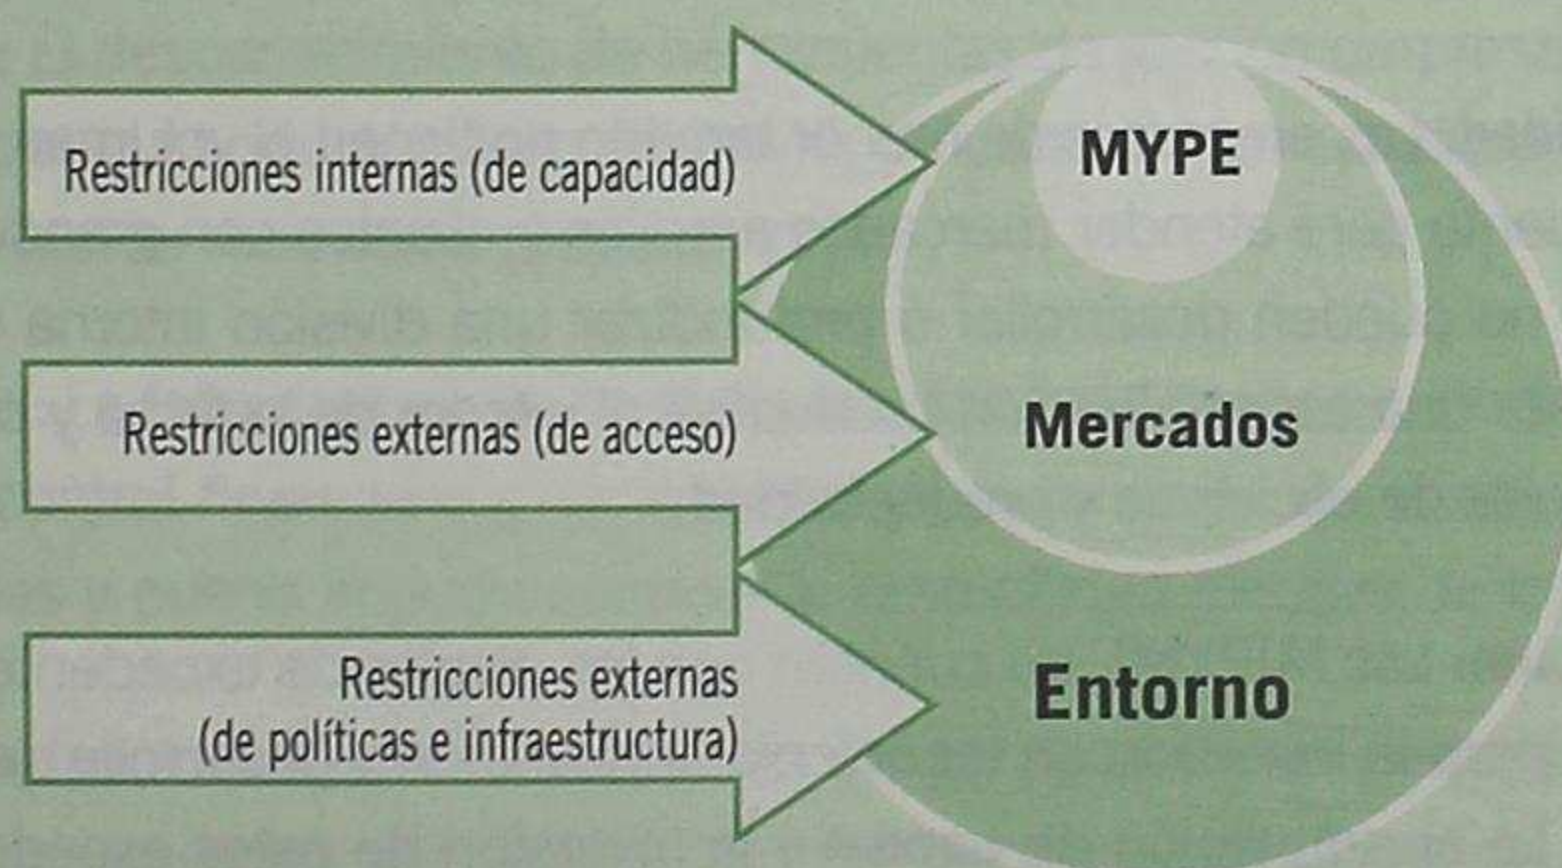 Restricciones internas (de capacidad)
MYPE
Restricciones externas (de acceso)
Mercados
Restricciones externas
(de políticas e infraestructura)
Entorno